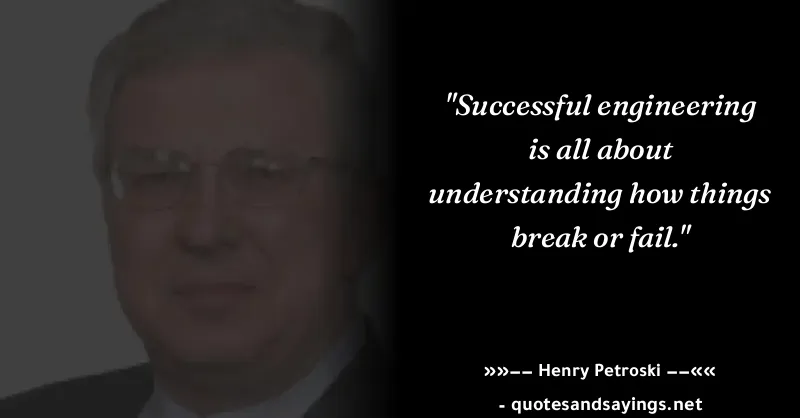 "Successful engineering
is all about
understanding how things
break or fail."
»»−− Henry Petroski −−««
- quotesandsayings.net